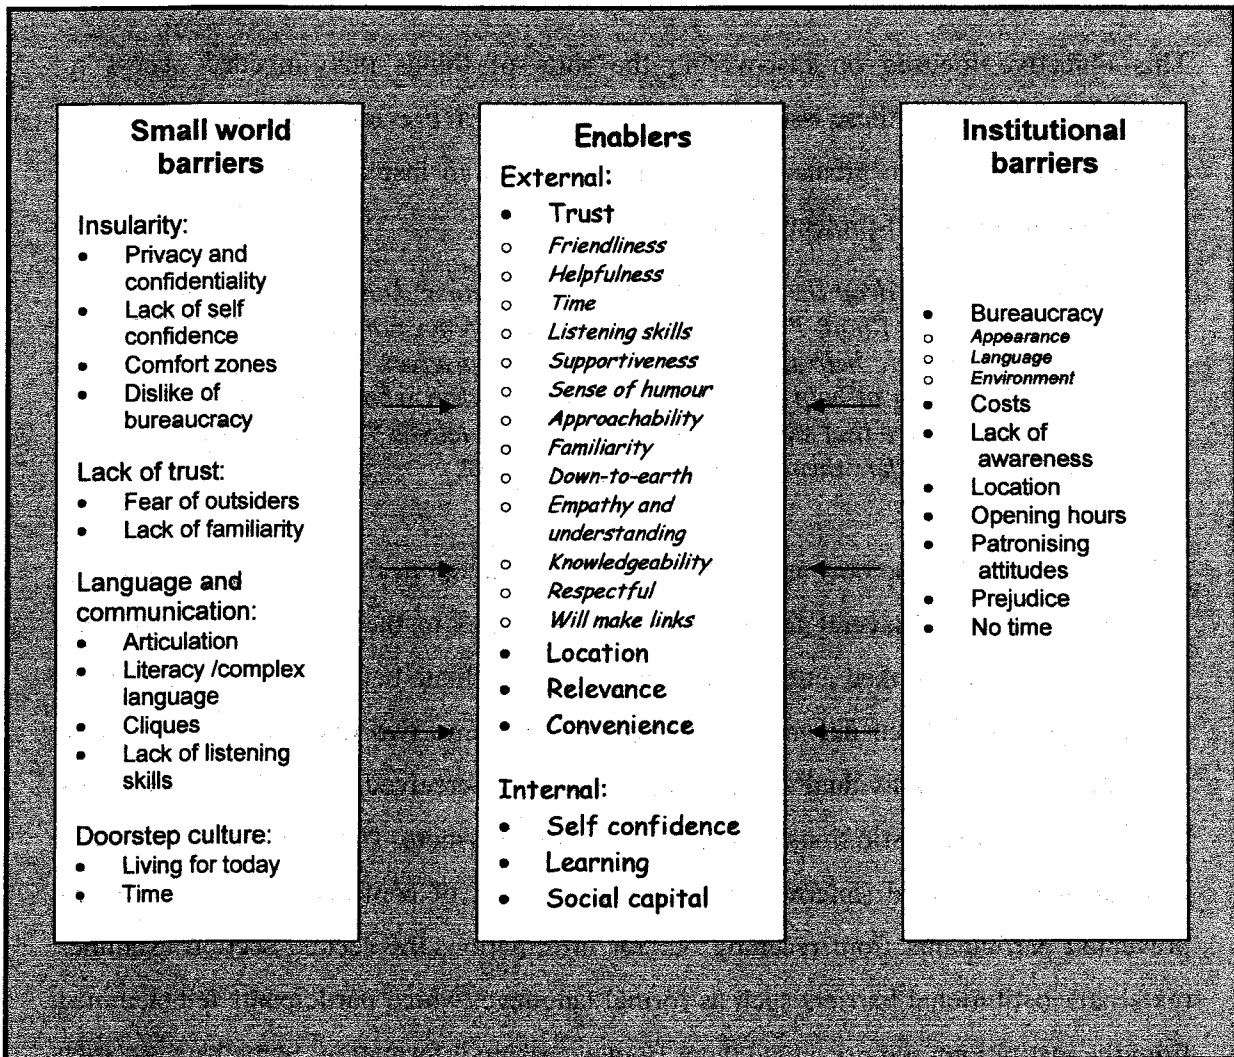 Small world
barriers
Insularity:
• Privacy and
confidentiality
• Lack of self
confidence
• Comfort zones
• Dislike of
bureaucracy
Lack of trust:
• Fear of outsiders
• Lack of familiarity
Language and
communication:
• Articulation
• Literacy /complex
language
• Cliques
• Lack of listening
skills
Doorstep culture:
• Living for today
• Time
Enablers
External:
• Trust
o Friendliness
o Helpfulness
o Time
o Listening skills
o Supportiveness
o Sense of humour
o Approachability
o Familiarity
o Down-to-earth
o Empathy and
understanding
o Knowledgeability
o Respectful
o Will make links
• Location
• Relevance
• Convenience
Internal:
• Self confidence
• Learning
• Social capital
Institutional
barriers
• Bureaucracy
o Appearance
o Language
o Environment
• Costs
• Lack of
awareness
• Location
• Opening hours
• Patronising
attitudes
• Prejudice
• No time